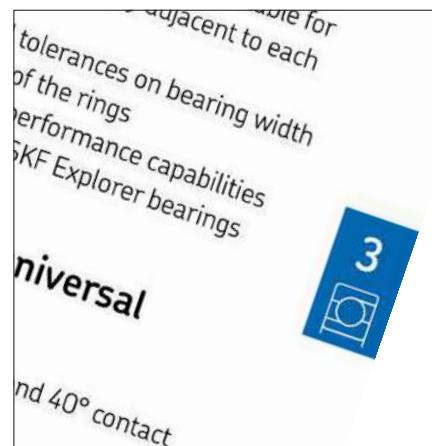 adjacent to each
tolerances on bearing width
of the rings
performance capabilities
SKF Explorer bearings
3
niversal
nd 40° contact